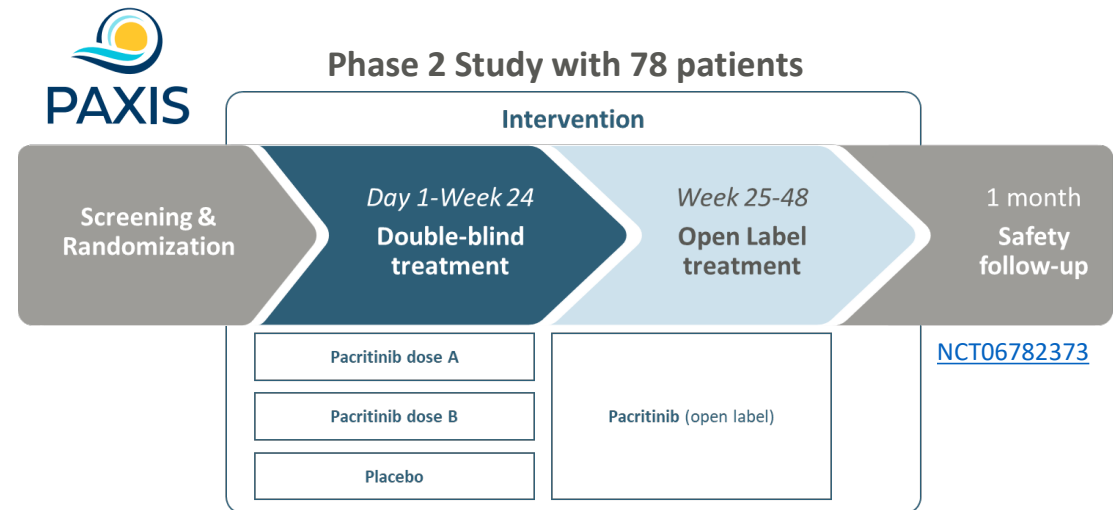 PAXIS
Phase 2 Study with 78 patients
Intervention
Screening &
Randomization
Day 1-Week 24
Double-blind
treatment
Week 25-48
Open Label
treatment
1 month
Safety
follow-up
Pacritinib dose A
Pacritinib dose B
Placebo
Pacritinib (open label)
NCT06782373